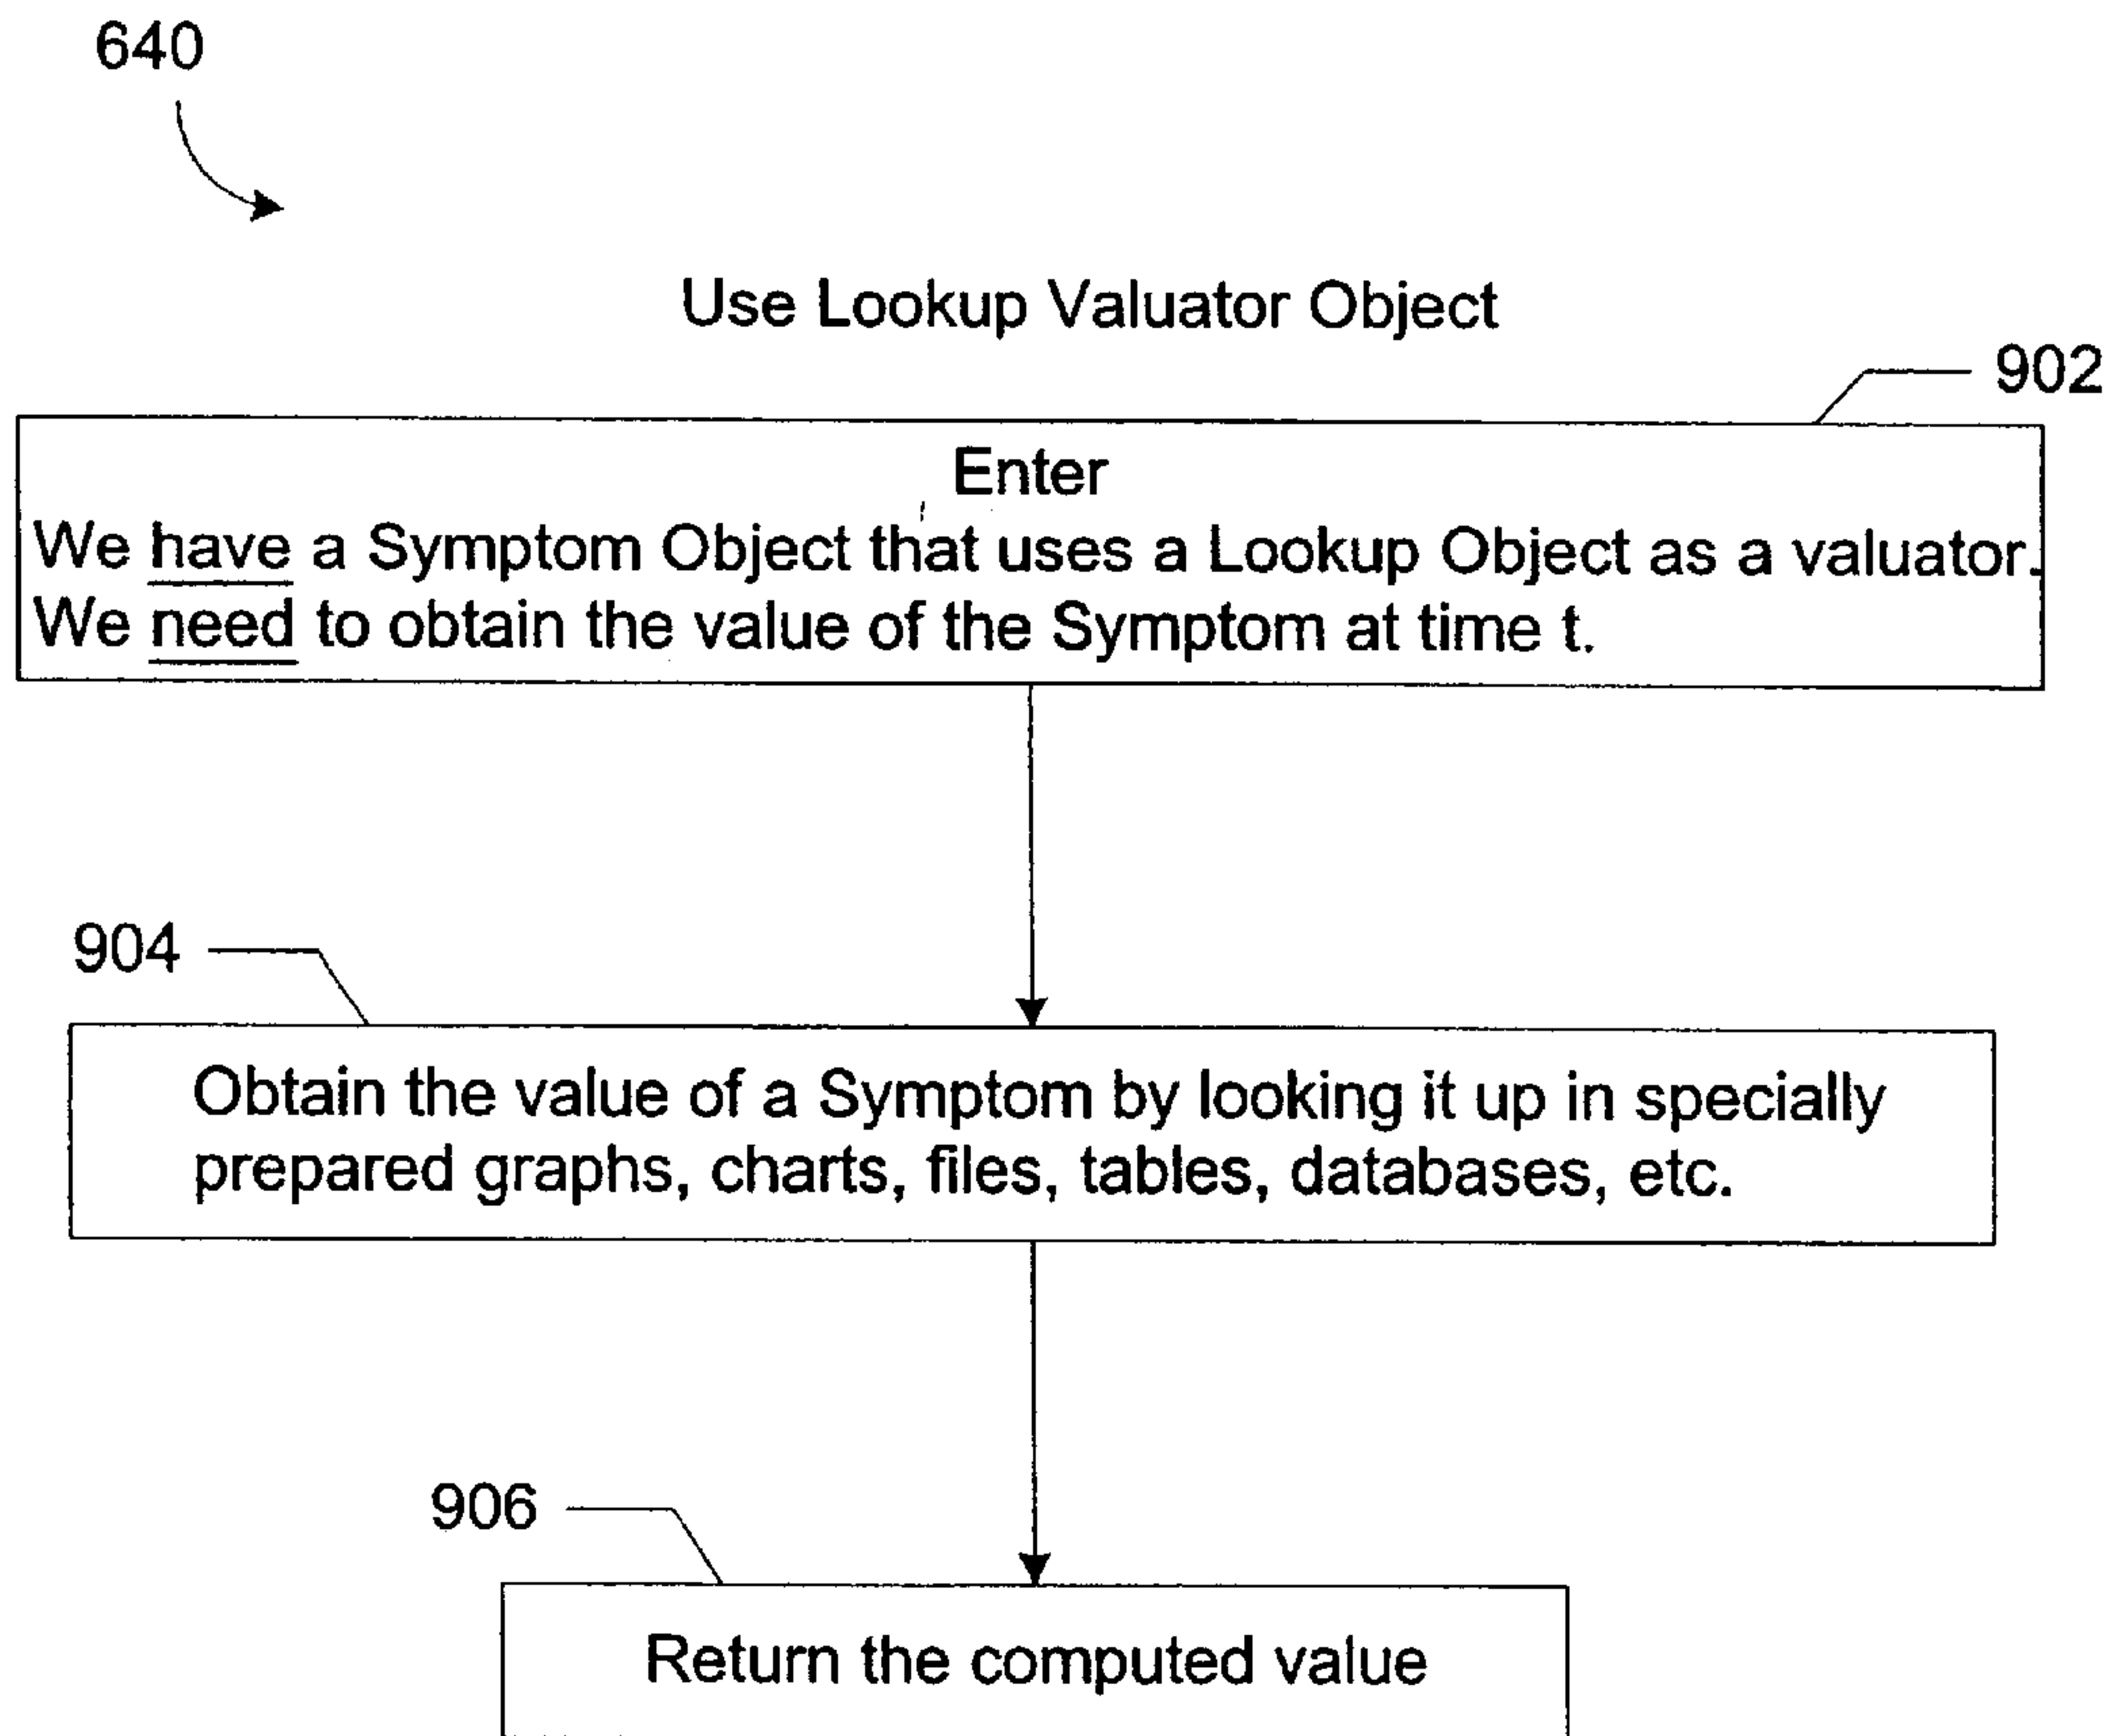 640
Use Lookup Valuator Object
902
Enter
We have a Symptom Object that uses a Lookup Object as a valuator.
We need to obtain the value of the Symptom at time t.
904
Obtain the value of a Symptom by looking it up in specially
prepared graphs, charts, files, tables, databases, etc.
906
Return the computed value